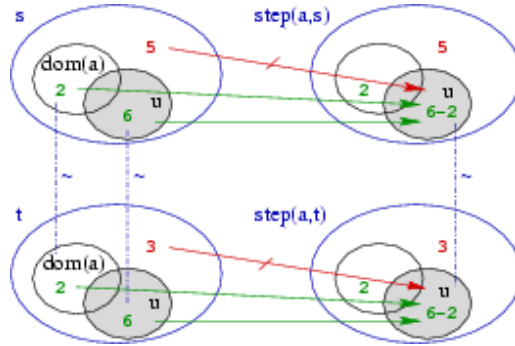 s step(a,s)
5 5
dom(a)
2 u 2 u
6 6-2
~ ~ ~
t step(a,t)
3 3
dom(a)
2 u 2 u
6 6-2